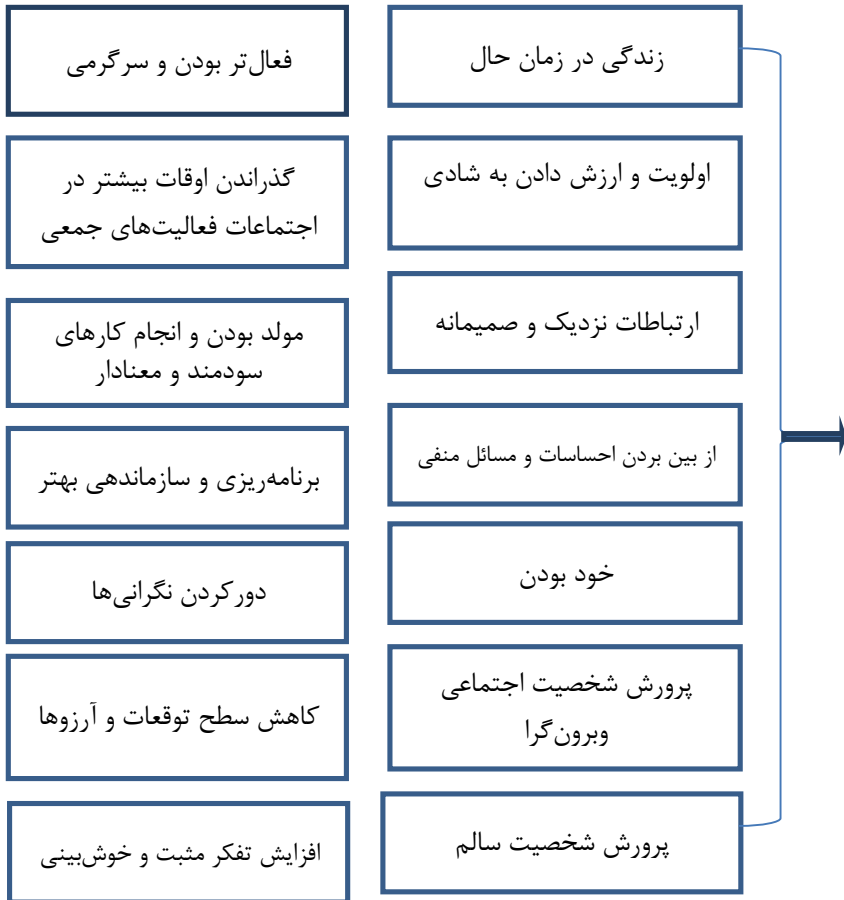 زندگی در زمان حال
اولویت و ارزش دادن به شادی
ارتباطات نزدیک و صمیمانه
از بین بردن احساسات و مسائل منفی
خود بودن
پرورش شخصیت اجتماعی
وبرون‌گرا
پرورش شخصیت سالم
فعال‌تر بودن و سرگرمی
گذراندن اوقات بیشتر در
اجتماعات فعالیت‌های جمعی
مولد بودن و انجام کارهای
سودمند و معنادار
برنامه‌ریزی و سازماندهی بهتر
دورکردن نگرانی‌ها
کاهش سطح توقعات و آرزوها
افزایش تفکر مثبت و خوش‌بینی